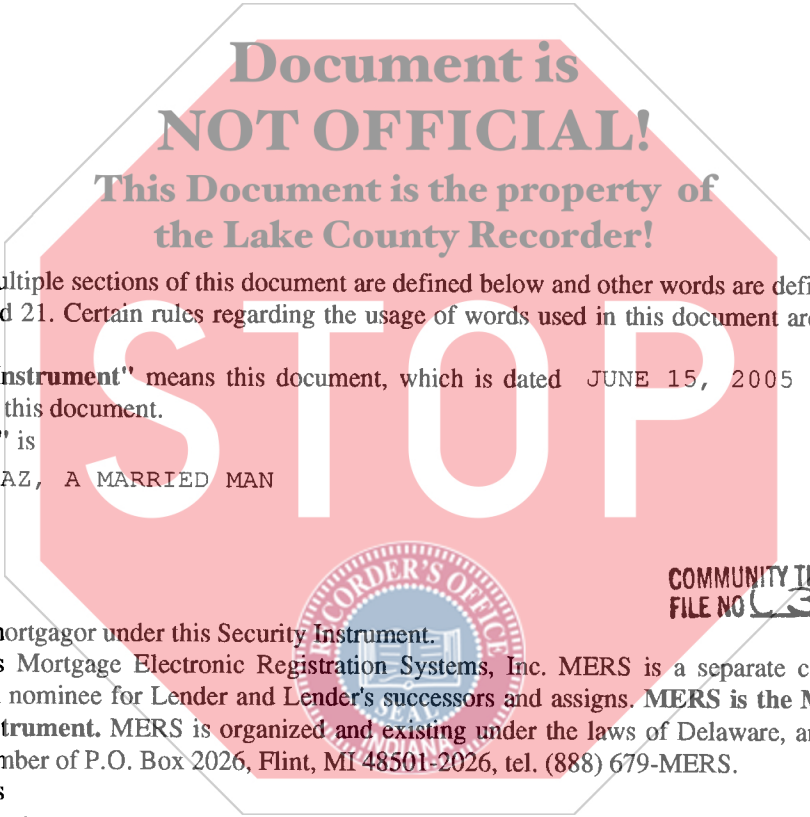 Document is
NOT OFFICIAL!
This Document is the property of
the Lake County Recorder!
ultiple sections of this document are defined below and other words are defi
d 21. Certain rules regarding the usage of words used in this document are
nstrument" means this document, which is dated JUNE 15, 2005
this document.
" is
AZ, A MARRIED MAN
STOP
RECORDER'S OFFICE
SEAL
INDIANA
COMMUNITY TI
FILE NO
mortgagor under this Security Instrument.
s Mortgage Electronic Registration Systems, Inc. MERS is a separate c
nominee for Lender and Lender's successors and assigns. MERS is the M
trument. MERS is organized and existing under the laws of Delaware, an
mber of P.O. Box 2026, Flint, MI 48501-2026, tel. (888) 679-MERS.
s